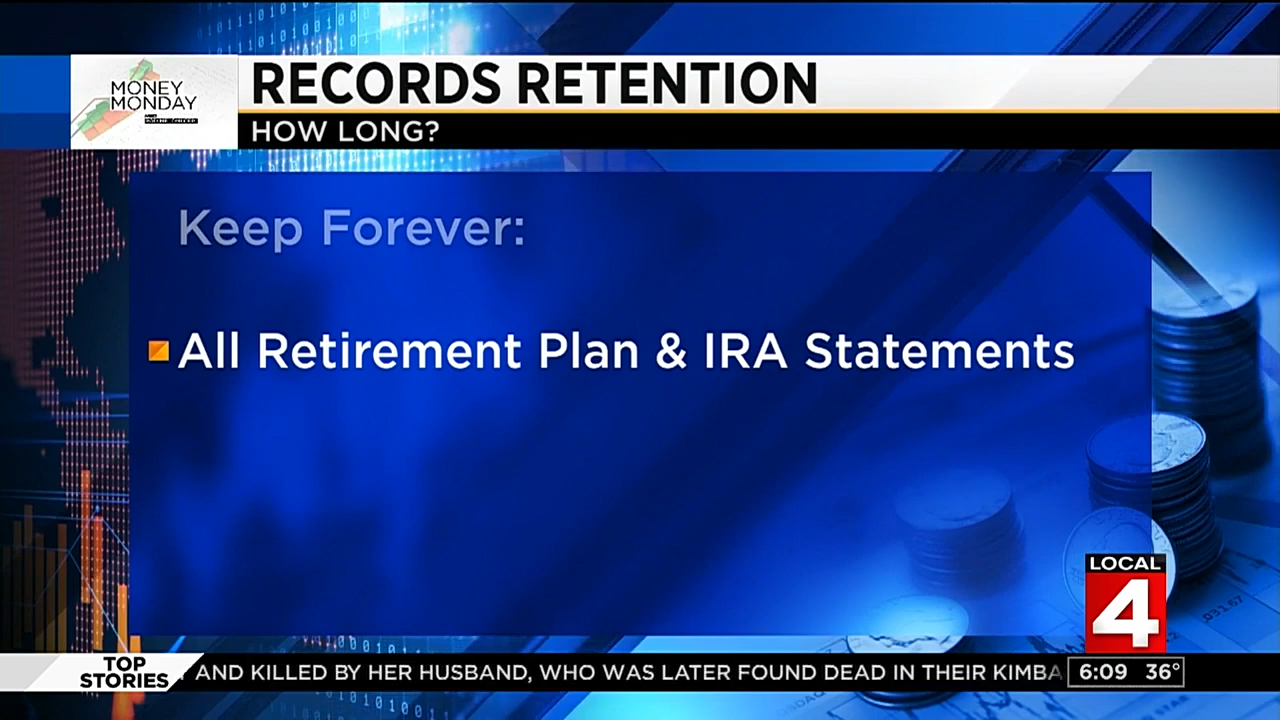 MONEY
MONDAY
RECORDS RETENTION
HOW LONG?
Keep Forever:
All Retirement Plan & IRA Statements
LOCAL
4
TOP
STORIES
AND KILLED BY HER HUSBAND, WHO WAS LATER FOUND DEAD IN THEIR KIMBA
6:09 36°